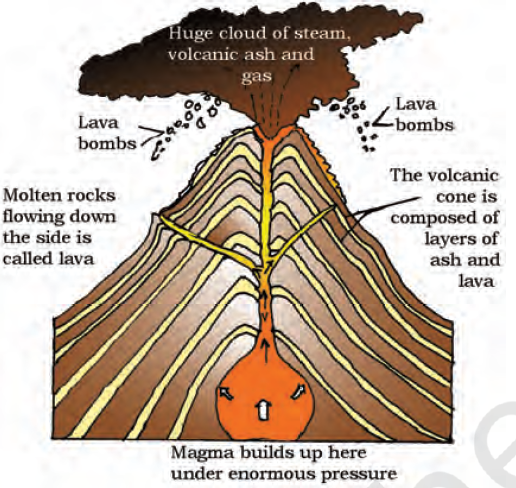 Huge cloud of steam,
volcanic ash and
gas
Lava
bombs
Lava
bombs
Molten rocks
flowing down
the side is
called lava
The volcanic
cone is
composed of
layers of
ash and
lava
Magma builds up here
under enormous pressure